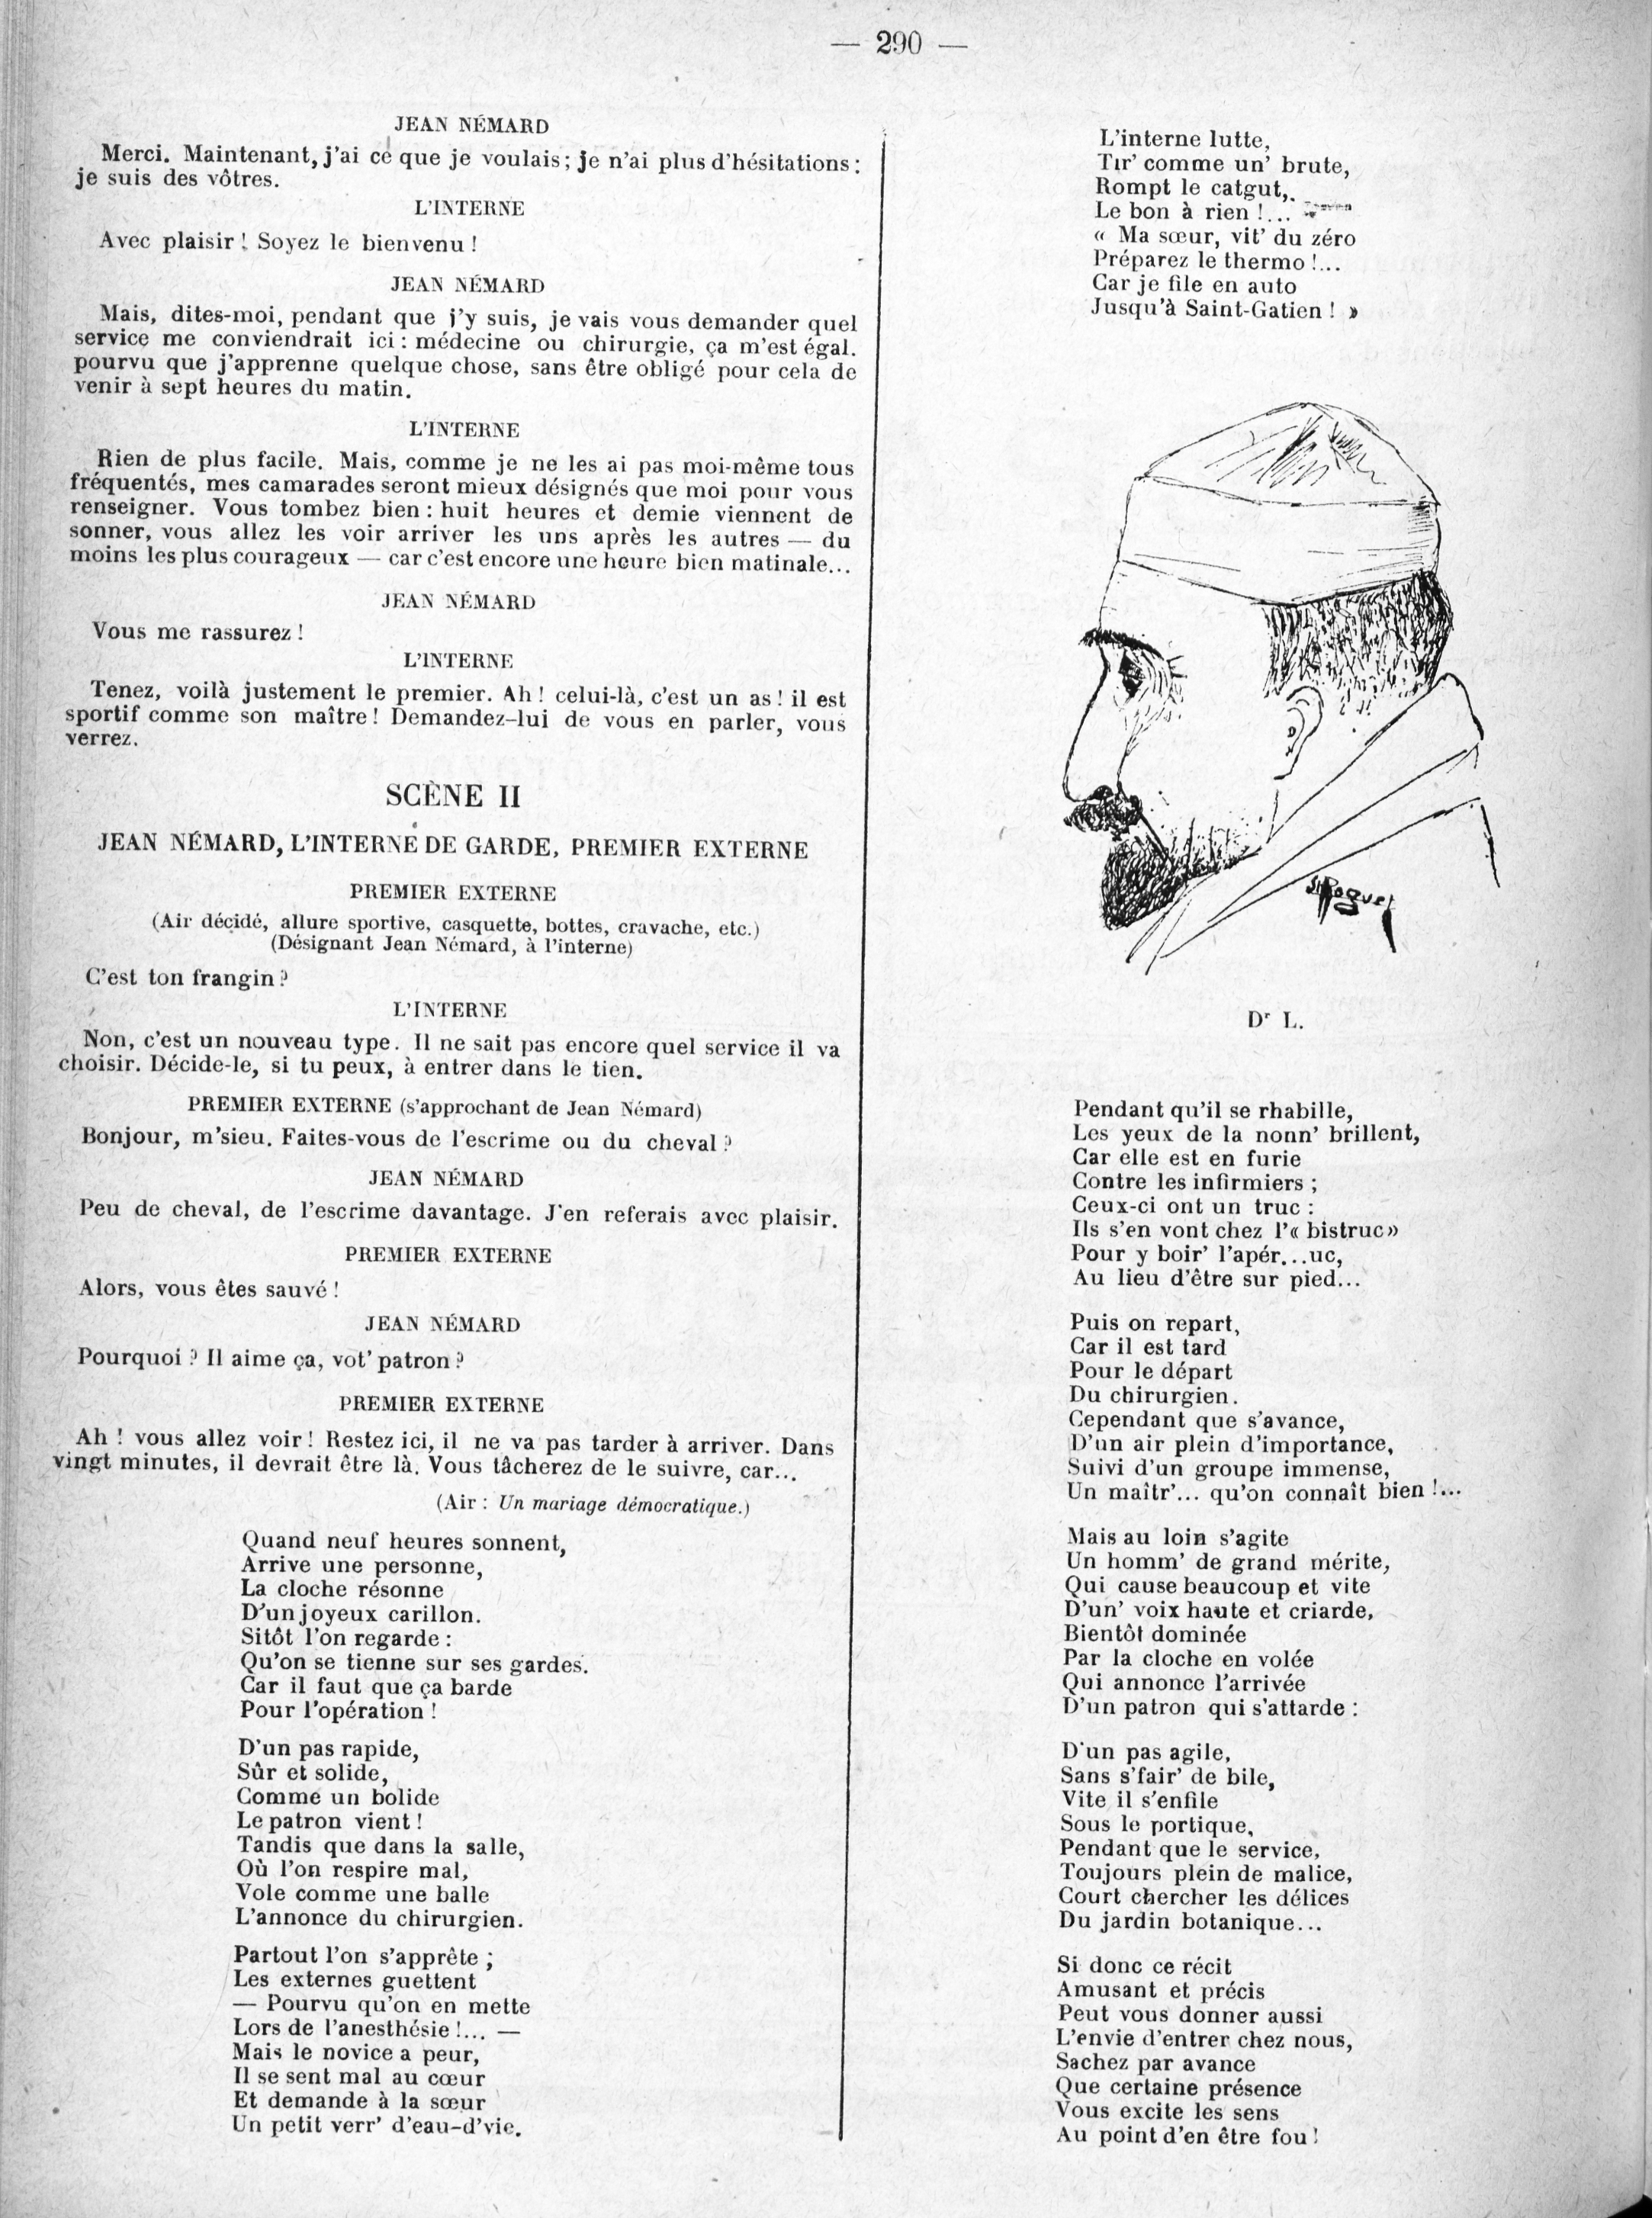 — 290 —
JEAN NÉMARD
Merci. Maintenant, j'ai ce que je voulais; je n'ai plus d'hésitations:
je suis des vôtres.
L'INTERNE
Avec plaisir! Soyez le bienvenu!
JEAN NÉMARD
Mais, dites-moi, pendant que j'y suis, je vais vous demander quel
service me conviendrait ici : médecine ou chirurgie, ça m'est égal.
pourvu que j'apprenne quelque chose, sans être obligé pour cela de
venir à sept heures du matin.
L'INTERNE
Rien de plus facile. Mais, comme je ne les ai pas moi-même tous
fréquentés, mes camarades seront mieux désignés que moi pour vous
renseigner. Vous tombez bien : huit heures et demie viennent de
sonner, vous allez les voir arriver les uns après les autres — du
moins les plus courageux — car c'est encore une heure bien matinale...
JEAN NÉMARD
Vous me rassurez!
L'INTERNE
Tenez, voilà justement le premier. Ah! celui-là, c'est un as! il est
sportif comme son maître! Demandez-lui de vous en parler, vous
verrez.
SCÈNE II
JEAN NÉMARD, L'INTERNE DE GARDE, PREMIER EXTERNE
PREMIER EXTERNE
(Air décidé, allure sportive, casquette, bottes, cravache, etc.)
(Désignant Jean Némard, à l'interne)
C'est ton frangin?
L'INTERNE
Non, c'est un nouveau type. Il ne sait pas encore quel service il va
choisir. Décide-le, si tu peux, à entrer dans le tien.
PREMIER EXTERNE (s'approchant de Jean Némard)
Bonjour, m'sieu. Faites-vous de l'escrime ou du cheval?
JEAN NÉMARD
Peu de cheval, de l'escrime davantage. J'en referais avec plaisir.
PREMIER EXTERNE
Alors, vous êtes sauvé!
JEAN NÉMARD
Pourquoi? Il aime ça, vot' patron?
PREMIER EXTERNE
Ah! vous allez voir! Restez ici, il ne va pas tarder à arriver. Dans
vingt minutes, il devrait être là. Vous tâcherez de le suivre, car...
(Air : Un mariage démocratique.)
Quand neuf heures sonnent,
Arrive une personne,
La cloche résonne
D'un joyeux carillon.
Sitôt l'on regarde :
Qu'on se tienne sur ses gardes.
Car il faut que ça barde
Pour l'opération!
D'un pas rapide,
Sûr et solide,
Comme un bolide
Le patron vient!
Tandis que dans la salle,
Où l'on respire mal,
Vole comme une balle
L'annonce du chirurgien.
Partout l'on s'apprête;
Les externes guettent
— Pourvu qu'on en mette
Lors de l'anesthésie!... —
Mais le novice a peur,
Il se sent mal au cœur
Et demande à la sœur
Un petit verr' d'eau-d'vie.
L'interne lutte,
Tir' comme un' brute,
Rompt le catgut,
Le bon à rien!...
« Ma sœur, vit' du zéro
Préparez le thermo!...
Car je file en auto
Jusqu'à Saint-Gatien! »
Dr L.
Pendant qu'il se rhabille,
Les yeux de la nonn' brillent,
Car elle est en furie
Contre les infirmiers;
Ceux-ci ont un truc :
Ils s'en vont chez l'« bistruc»
Pour y boir' l'apér...uc,
Au lieu d'être sur pied...
Puis on repart,
Car il est tard
Pour le départ
Du chirurgien.
Cependant que s'avance,
D'un air plein d'importance,
Suivi d'un groupe immense,
Un maîtr'... qu'on connaît bien!...
Mais au loin s'agite
Un homm' de grand mérite,
Qui cause beaucoup et vite
D'un' voix haute et criarde,
Bientôt dominée
Par la cloche en volée
Qui annonce l'arrivée
D'un patron qui s'attarde :
D'un pas agile,
Sans s'fair' de bile,
Vite il s'enfile
Sous le portique,
Pendant que le service,
Toujours plein de malice,
Court chercher les délices
Du jardin botanique...
Si donc ce récit
Amusant et précis
Peut vous donner aussi
L'envie d'entrer chez nous,
Sachez par avance
Que certaine présence
Vous excite les sens
Au point d'en être fou!